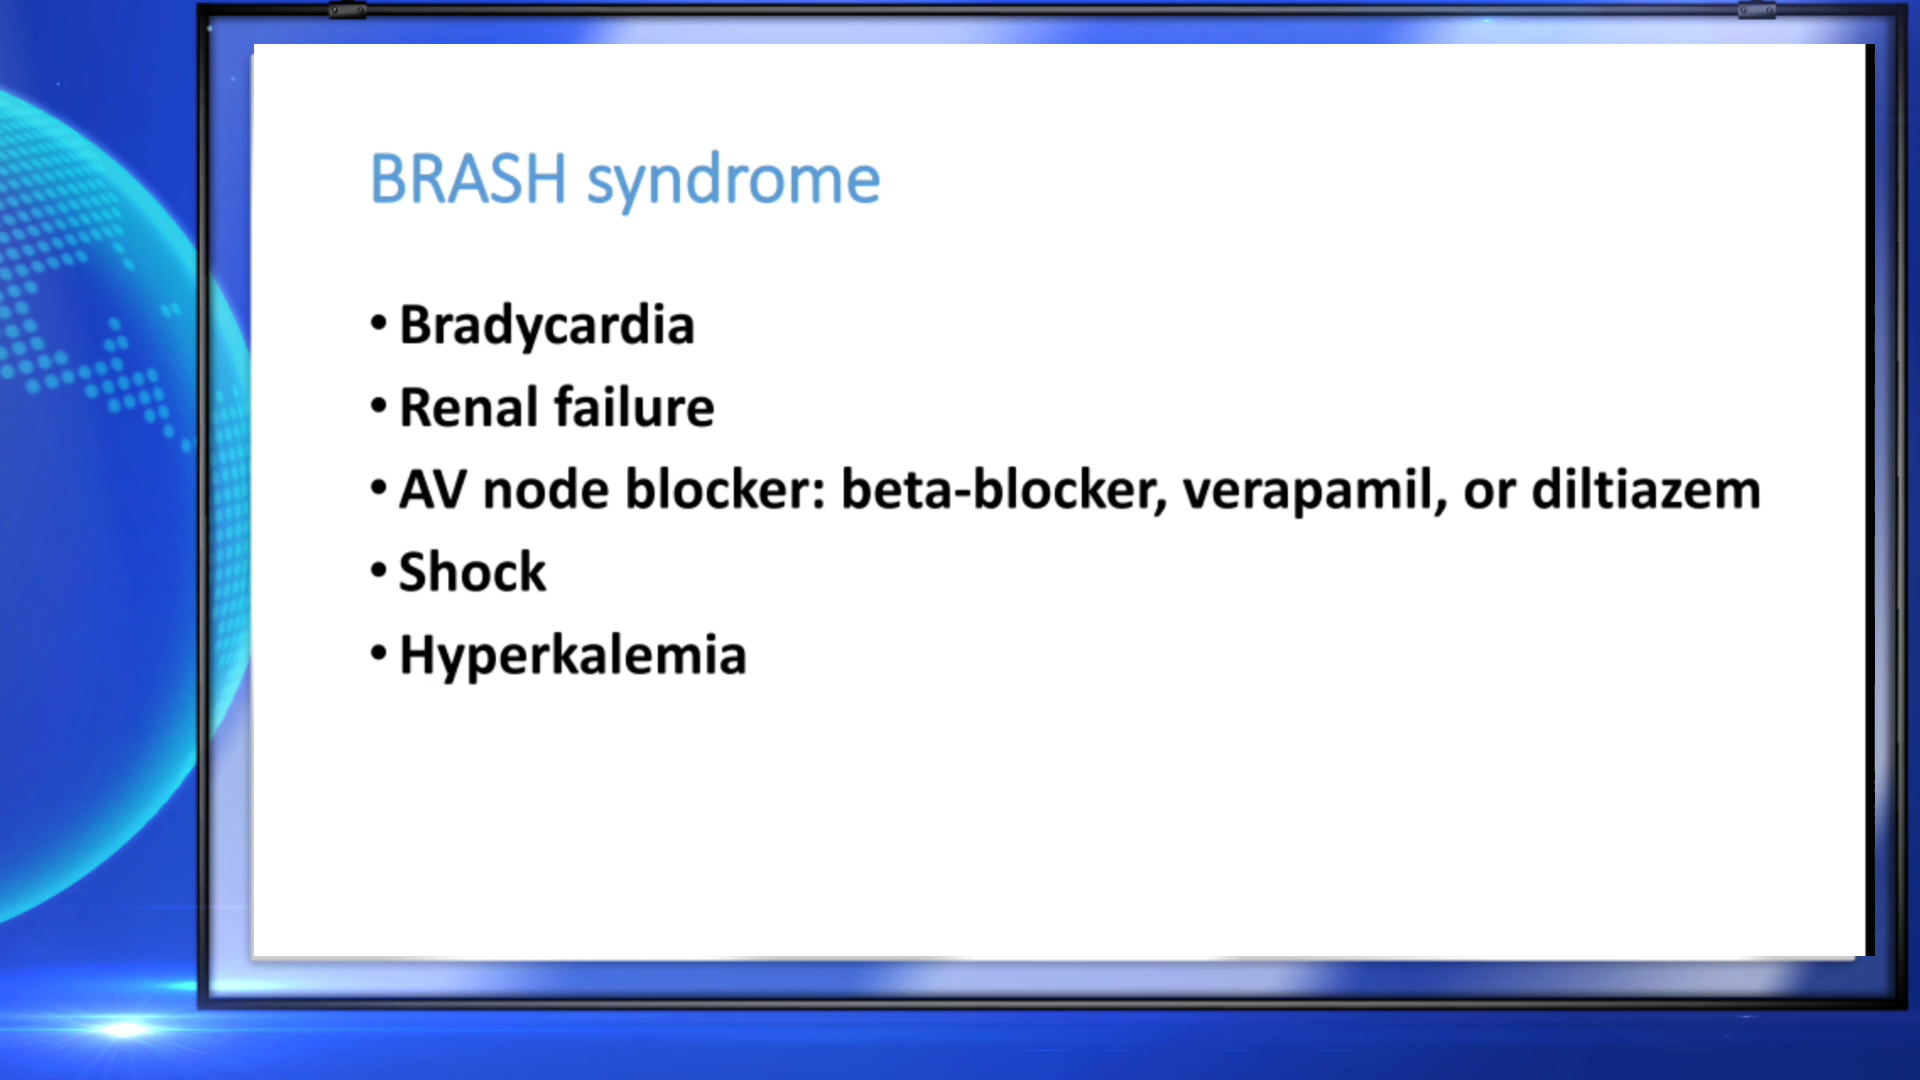 BRASH syndrome
• Bradycardia
• Renal failure
• AV node blocker: beta-blocker, verapamil, or diltiazem
• Shock
• Hyperkalemia